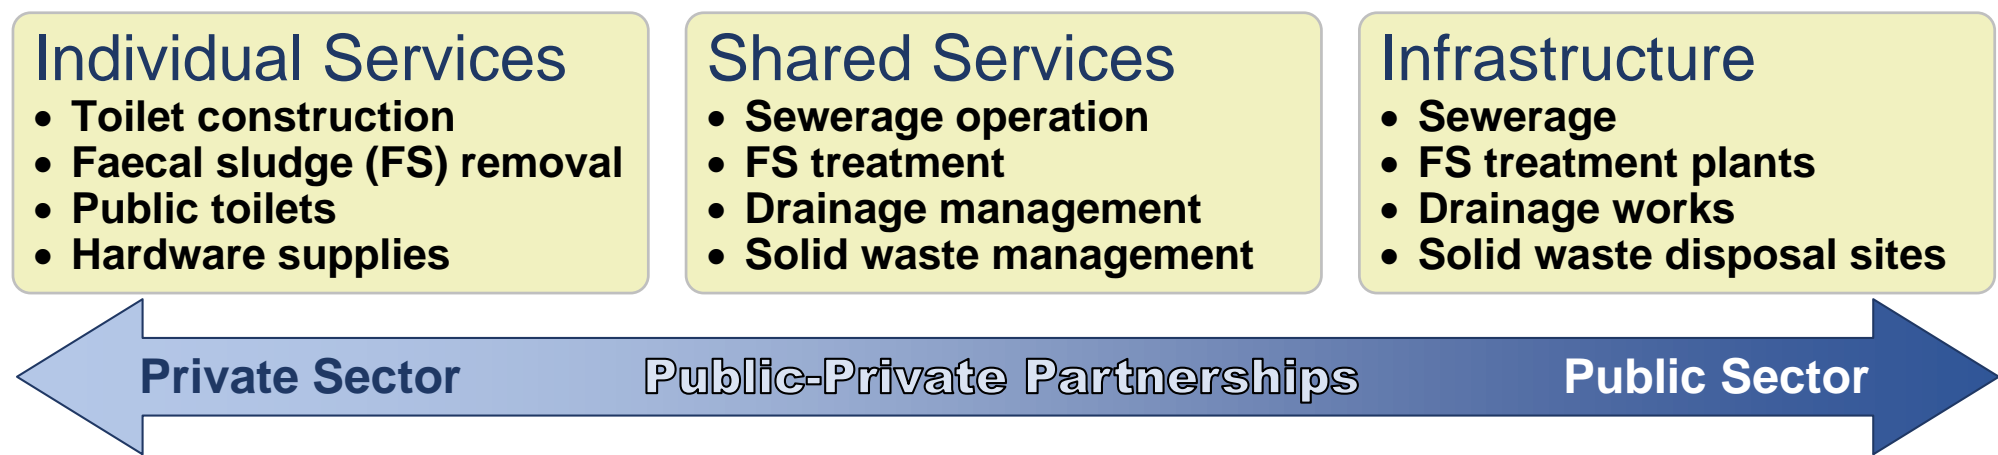 Individual Services
• Toilet construction
• Faecal sludge (FS) removal
• Public toilets
• Hardware supplies
Shared Services
• Sewerage operation
• FS treatment
• Drainage management
• Solid waste management
Infrastructure
• Sewerage
• FS treatment plants
• Drainage works
• Solid waste disposal sites
Private Sector
Public-Private Partnerships
Public Sector